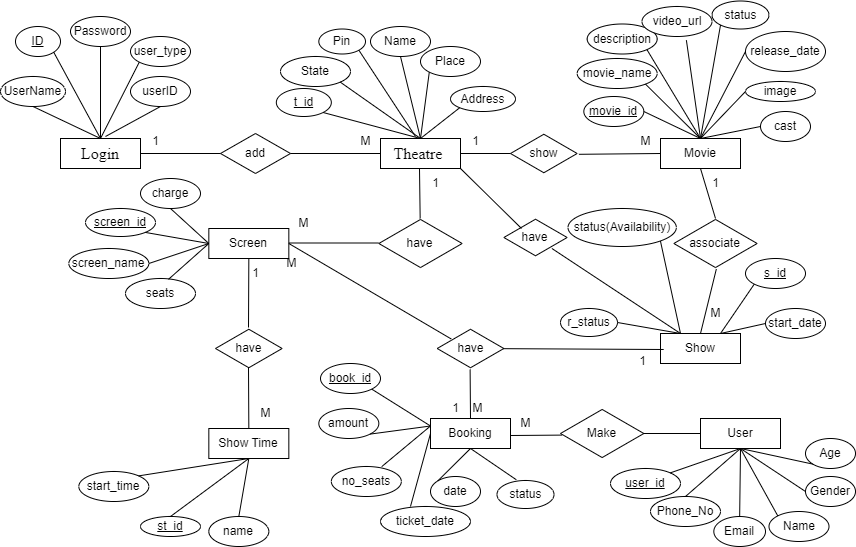 ID
Password
user_type
UserName
userID
Pin
Name
State
Place
t_id
Address
video_url
status
description
release_date
movie_name
image
movie_id
cast
Login
1
add
M
Theatre
1
show
M
Movie
1
1
charge
screen_id
M
screen_name
Screen
M
seats
1
have
have
status(Availability)
associate
s_id
M
r_status
start_date
Show
1
have
have
book_id
M
1
M
amount
Show Time
Booking
M
Make
User
Age
start_time
no_seats
date
status
user_id
Gender
st_id
name
ticket_date
Phone_No
Email
Name